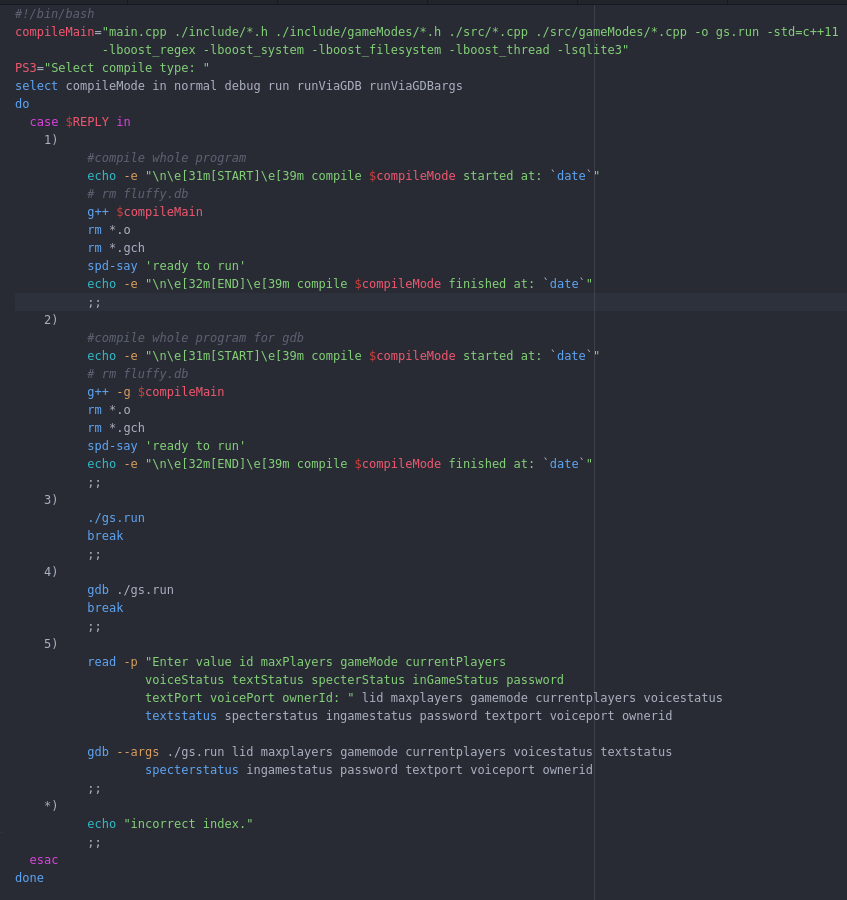 #!/bin/bash
compileMain="main.cpp ./include/*.h ./include/gameModes/*.h ./src/*.cpp ./src/gameModes/*.cpp -o gs.run -std=c++11
            -lboost_regex -lboost_system -lboost_filesystem -lboost_thread -lsqlite3"
PS3="Select compile type: "
select compileMode in normal debug run runViaGDB runViaGDBargs
do
  case $REPLY in
    1)
          #compile whole program
          echo -e "\n\e[31m[START]\e[39m compile $compileMode started at: `date`"
          # rm fluffy.db
          g++ $compileMain
          rm *.o
          rm *.gch
          spd-say 'ready to run'
          echo -e "\n\e[32m[END]\e[39m compile $compileMode finished at: `date`"
          ;;
    2)
          #compile whole program for gdb
          echo -e "\n\e[31m[START]\e[39m compile $compileMode started at: `date`"
          # rm fluffy.db
          g++ -g $compileMain
          rm *.o
          rm *.gch
          spd-say 'ready to run'
          echo -e "\n\e[32m[END]\e[39m compile $compileMode finished at: `date`"
          ;;
    3)
          ./gs.run
          break
          ;;
    4)
          gdb ./gs.run
          break
          ;;
    5)
          read -p "Enter value id maxPlayers gameMode currentPlayers
                  voiceStatus textStatus specterStatus inGameStatus password
                  textPort voicePort ownerId: " lid maxplayers gamemode currentplayers voicestatus
                  textstatus specterstatus ingamestatus password textport voiceport ownerid

          gdb --args ./gs.run lid maxplayers gamemode currentplayers voicestatus textstatus
                  specterstatus ingamestatus password textport voiceport ownerid
          ;;
    *)
          echo "incorrect index."
          ;;
  esac
done